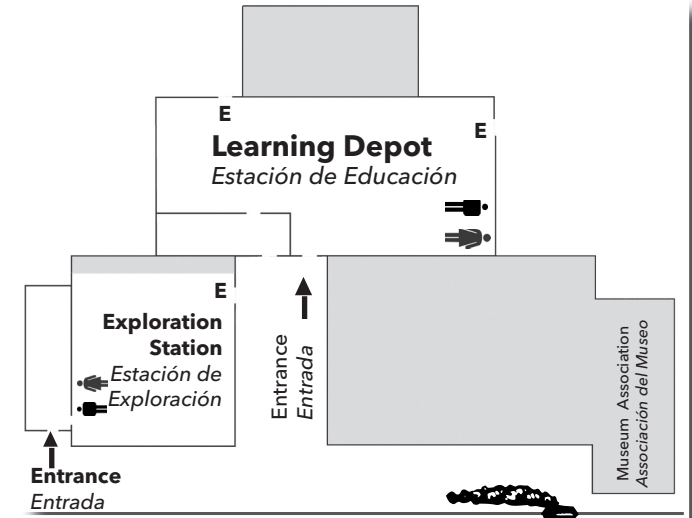 E
E
Learning Depot
Estación de Educación
E
Exploration
Station
Estación de
Exploración
Entrance
Entrada
Entrance
Entrada
Museum Association
Associación del Museo